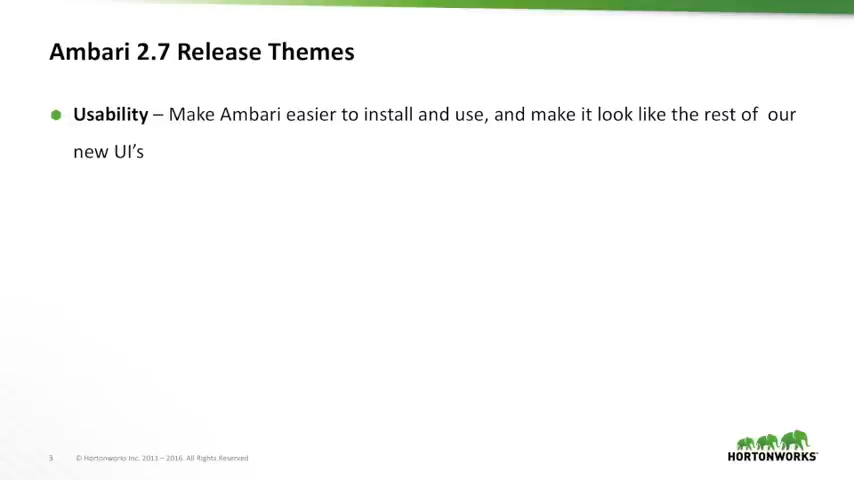 Ambari 2.7 Release Themes
Usability – Make Ambari easier to install and use, and make it look like the rest of our
new UI's
3 © Hortonworks Inc. 2011 – 2016. All Rights Reserved
HORTONWORKS